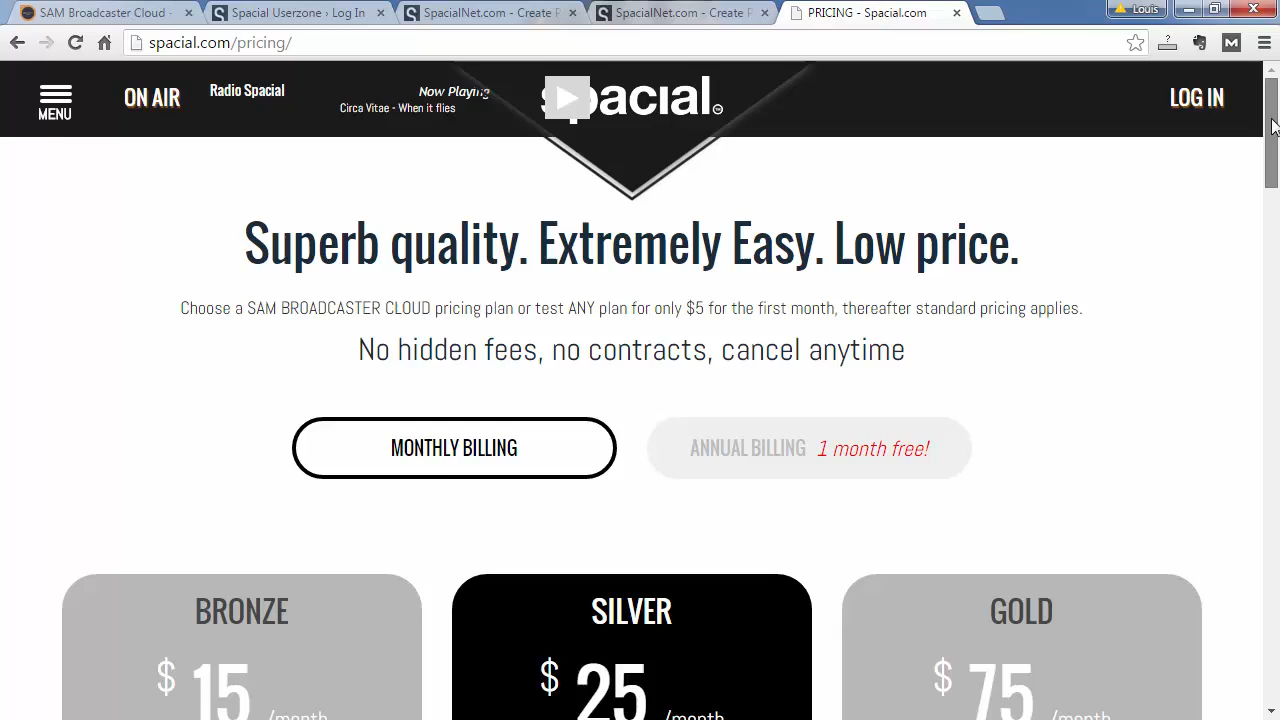 SAM Broadcaster Cloud -
Spacial Userzone › Log In
SpacialNet.com - Create P
SpacialNet.com - Create P
PRICING - Spacial.com
Louis
spacial.com/pricing/
MENU
ON AIR
Radio Spacial
Now Playing
Circa Vitae - When it flies
spacial
LOG IN
Superb quality. Extremely Easy. Low price.
Choose a SAM BROADCASTER CLOUD pricing plan or test ANY plan for only $5 for the first month, thereafter standard pricing applies.
No hidden fees, no contracts, cancel anytime
MONTHLY BILLING
ANNUAL BILLING 1 month free!
BRONZE
$ 15 /month
SILVER
$ 25 /month
GOLD
$ 75 /month